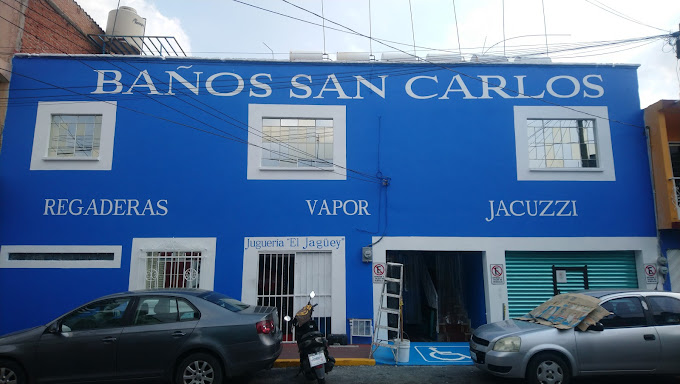 BAÑOS SAN CARLOS
REGADERAS VAPOR JACUZZI
Juguería "El Jagüey"